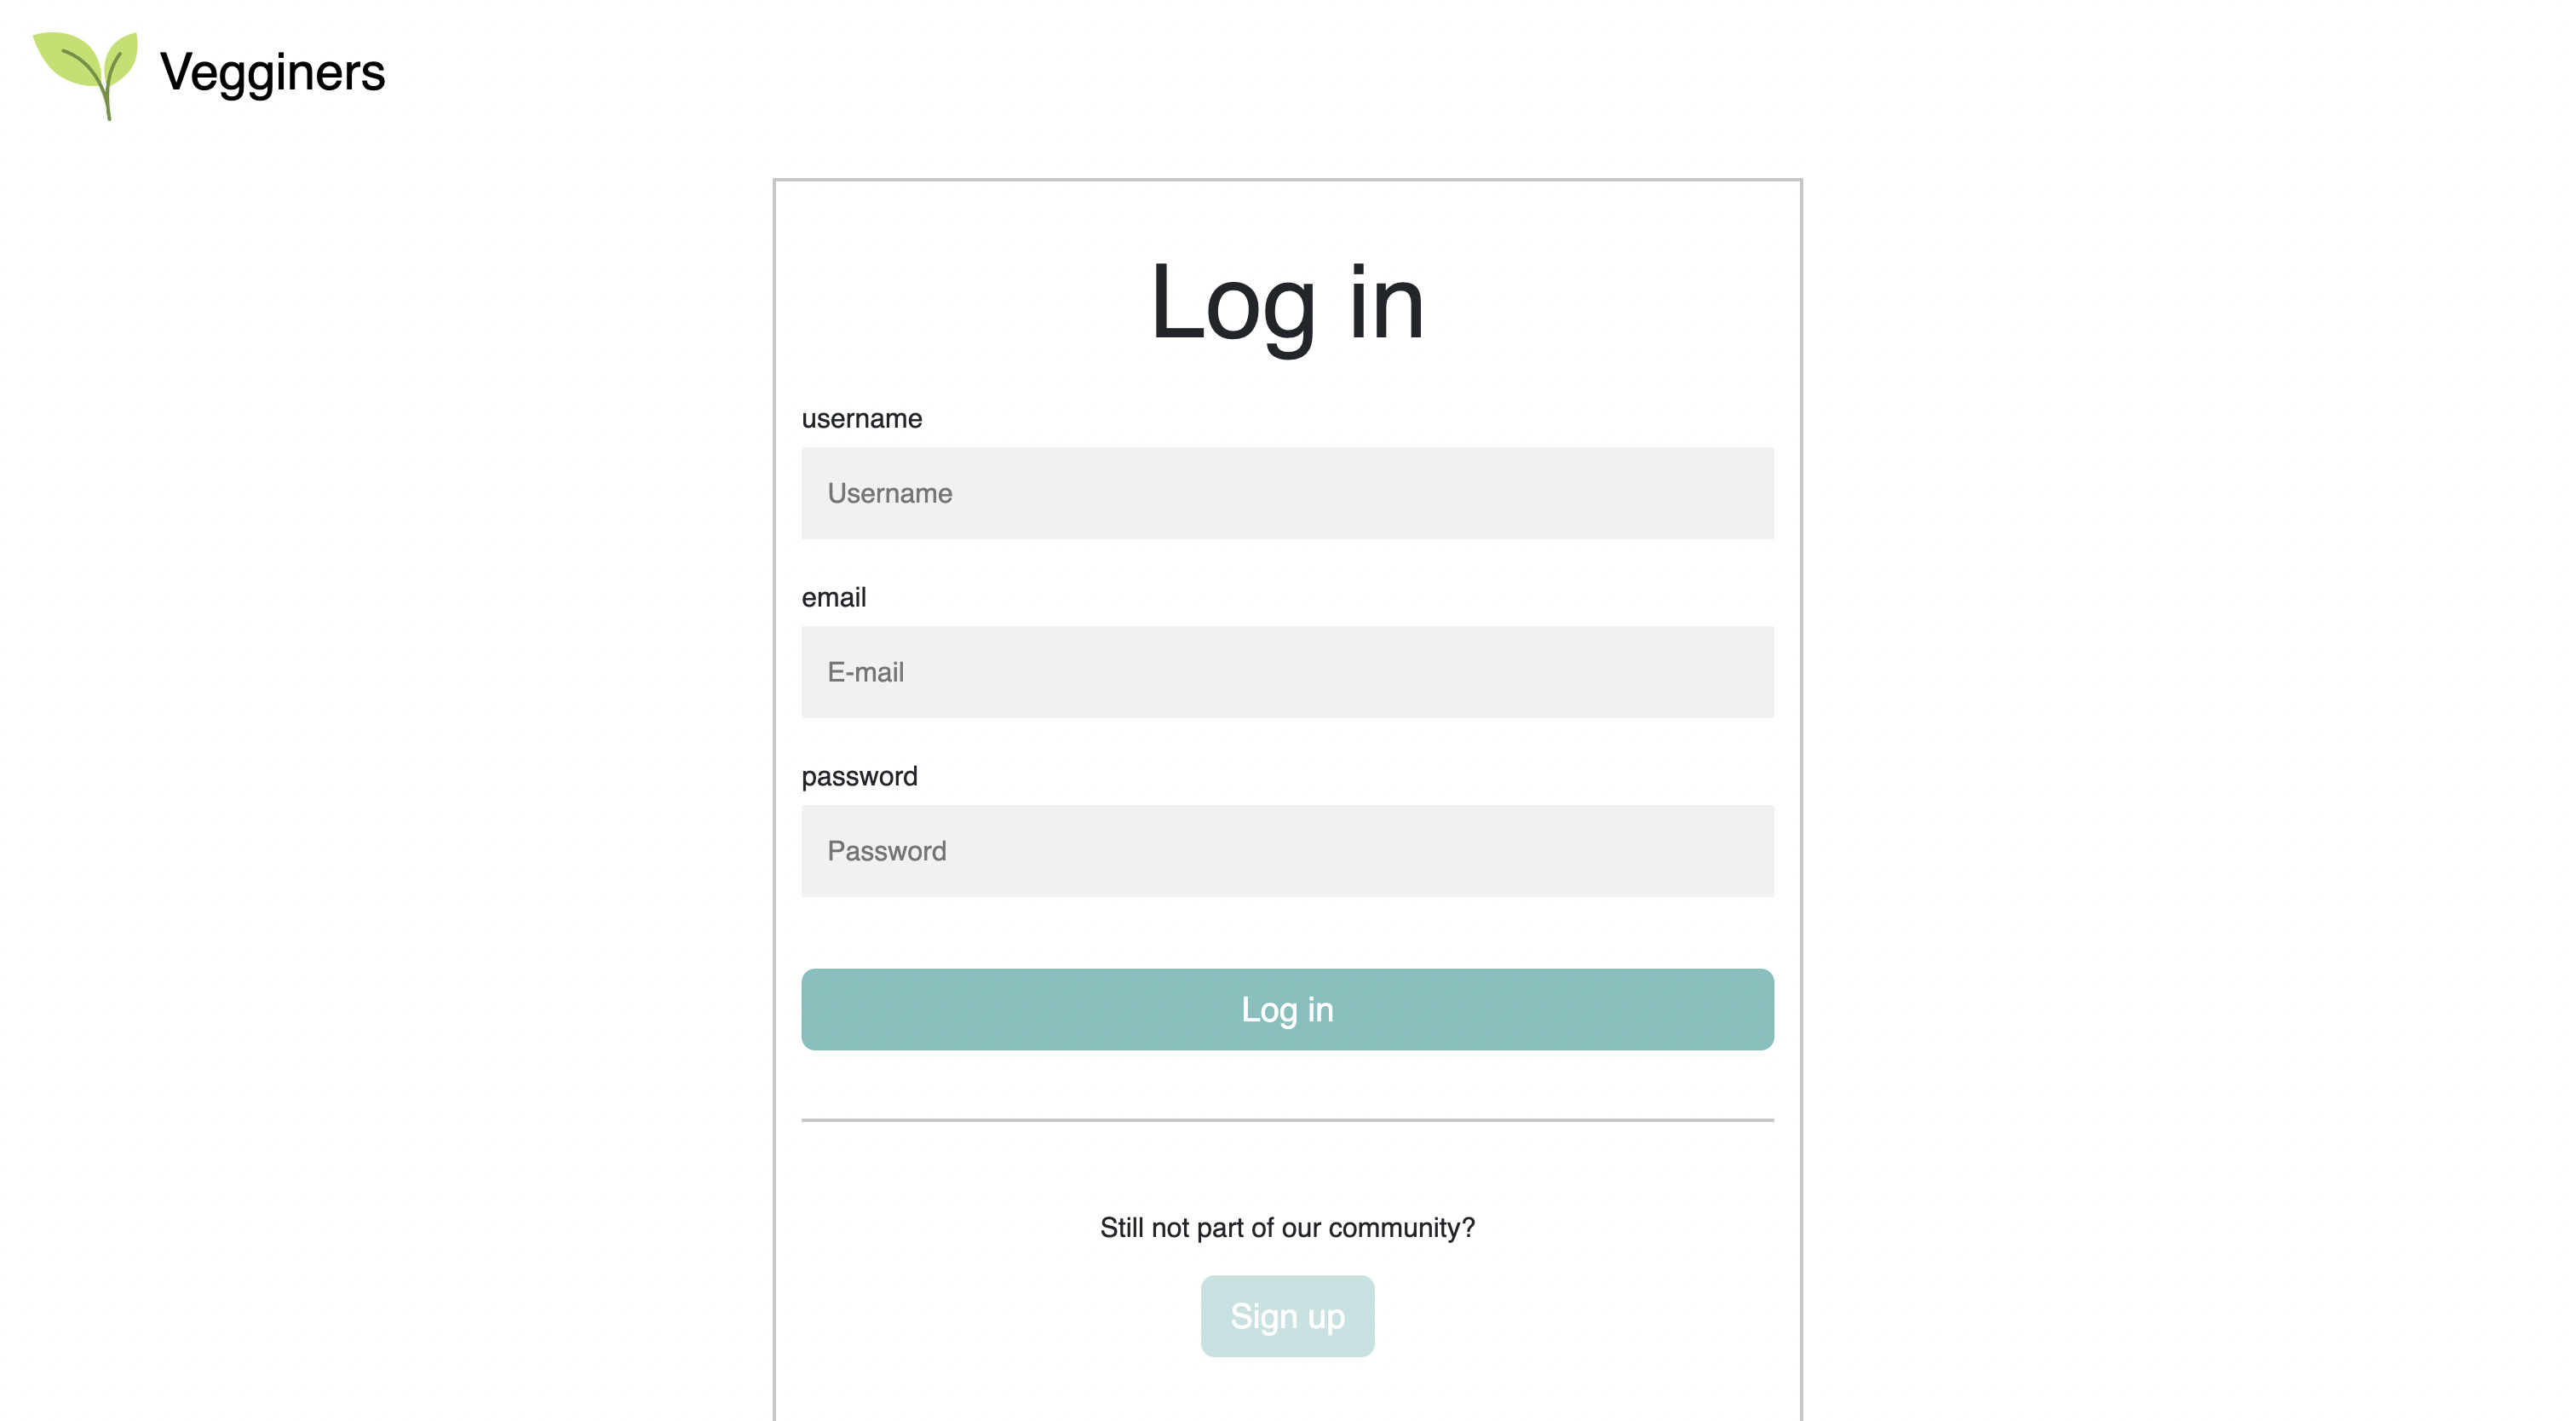 Vegginers
Log in
username
Username
email
E-mail
password
Password
Log in
Still not part of our community?
Sign up